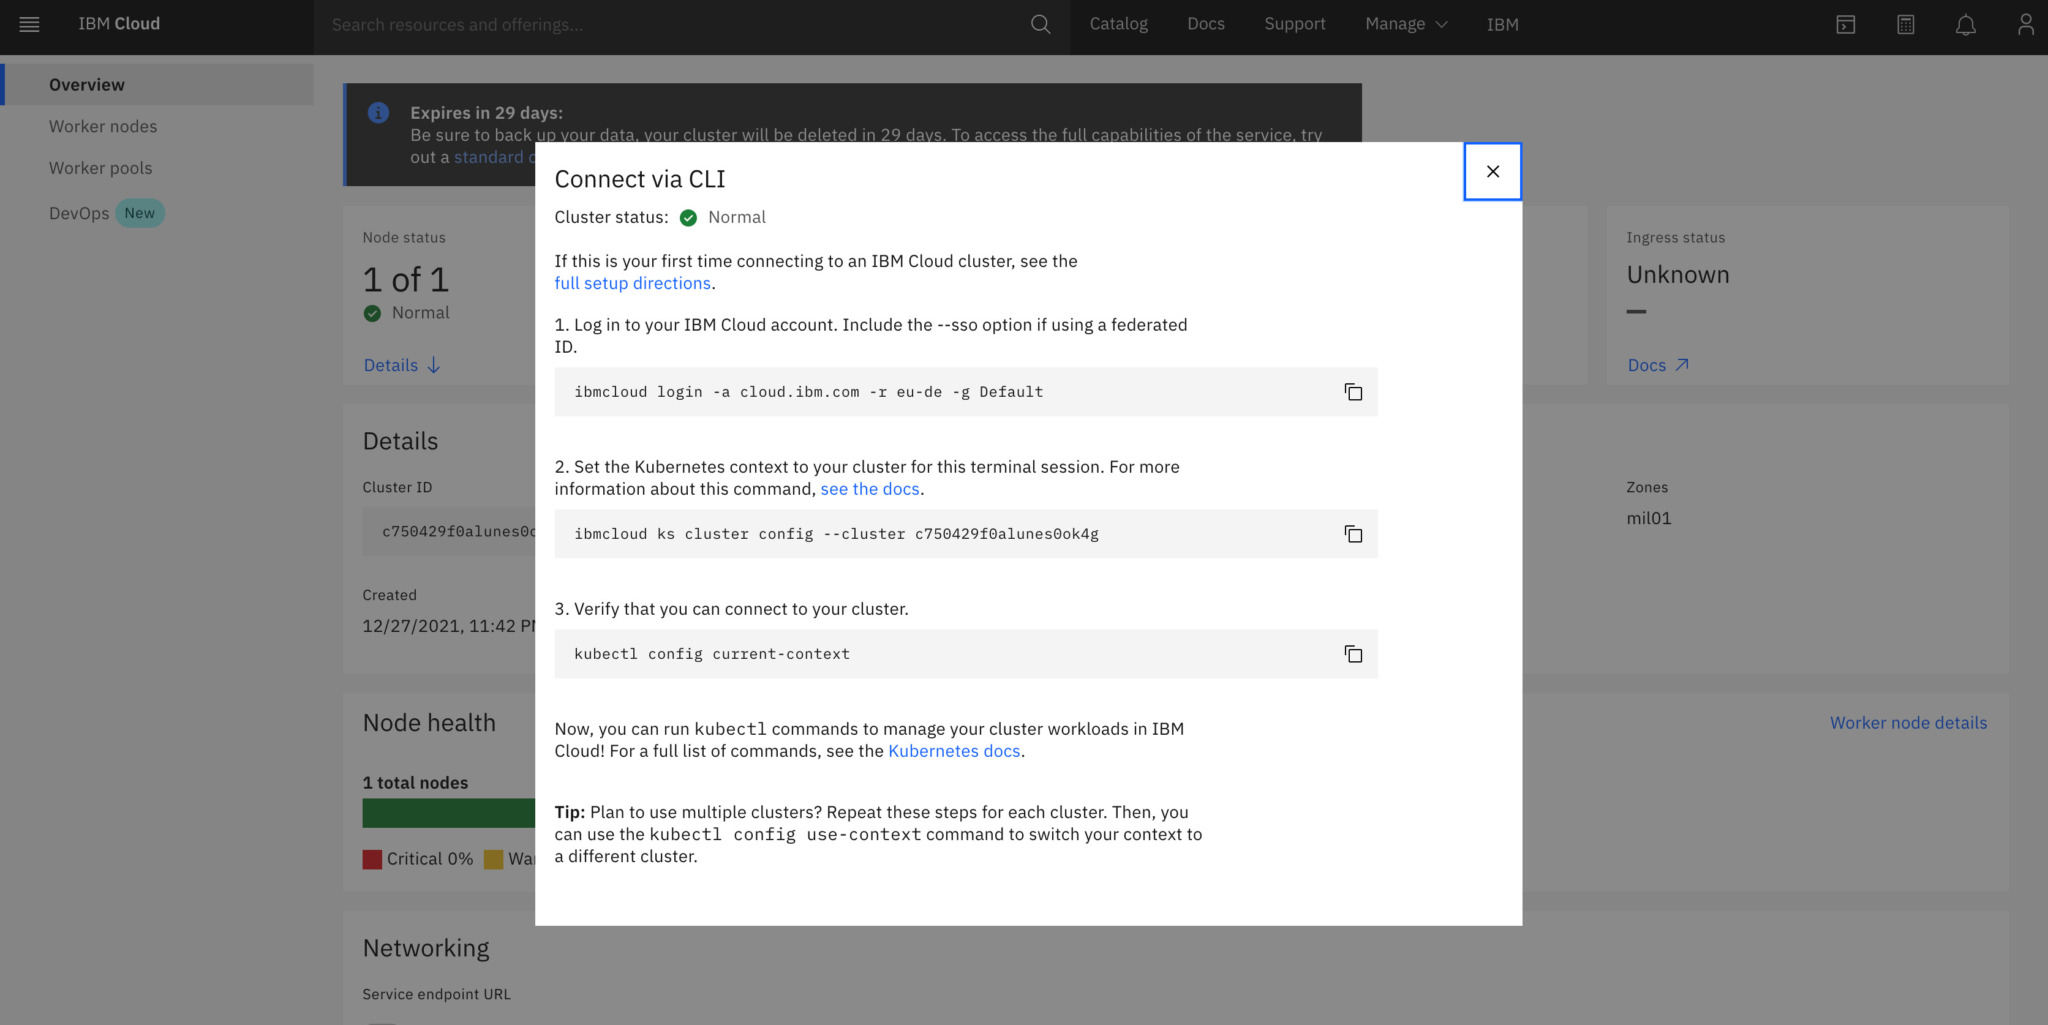 IBM Cloud
Search resources and offerings...
Catalog
Docs
Support
Manage
IBM
Overview
Worker nodes
Worker pools
DevOps New
Expires in 29 days:
Be sure to back up your data, your cluster will be deleted in 29 days. To access the full capabilities of the service, try
out a standard c
Node status
1 of 1
Normal
Details
Ingress status
Unknown
Docs
Details
Cluster ID
c750429f0alunes0o
Created
12/27/2021, 11:42 PM
Zones
mil01
Node health
Worker node details
1 total nodes
Critical 0% War
Networking
Service endpoint URL
Connect via CLI
Cluster status: Normal
If this is your first time connecting to an IBM Cloud cluster, see the
full setup directions.
1. Log in to your IBM Cloud account. Include the --sso option if using a federated
ID.
ibmcloud login -a cloud.ibm.com -r eu-de -g Default
2. Set the Kubernetes context to your cluster for this terminal session. For more
information about this command, see the docs.
ibmcloud ks cluster config --cluster c750429f0alunes0ok4g
3. Verify that you can connect to your cluster.
kubectl config current-context
Now, you can run kubectl commands to manage your cluster workloads in IBM
Cloud! For a full list of commands, see the Kubernetes docs.
Tip: Plan to use multiple clusters? Repeat these steps for each cluster. Then, you
can use the kubectl config use-context command to switch your context to
a different cluster.